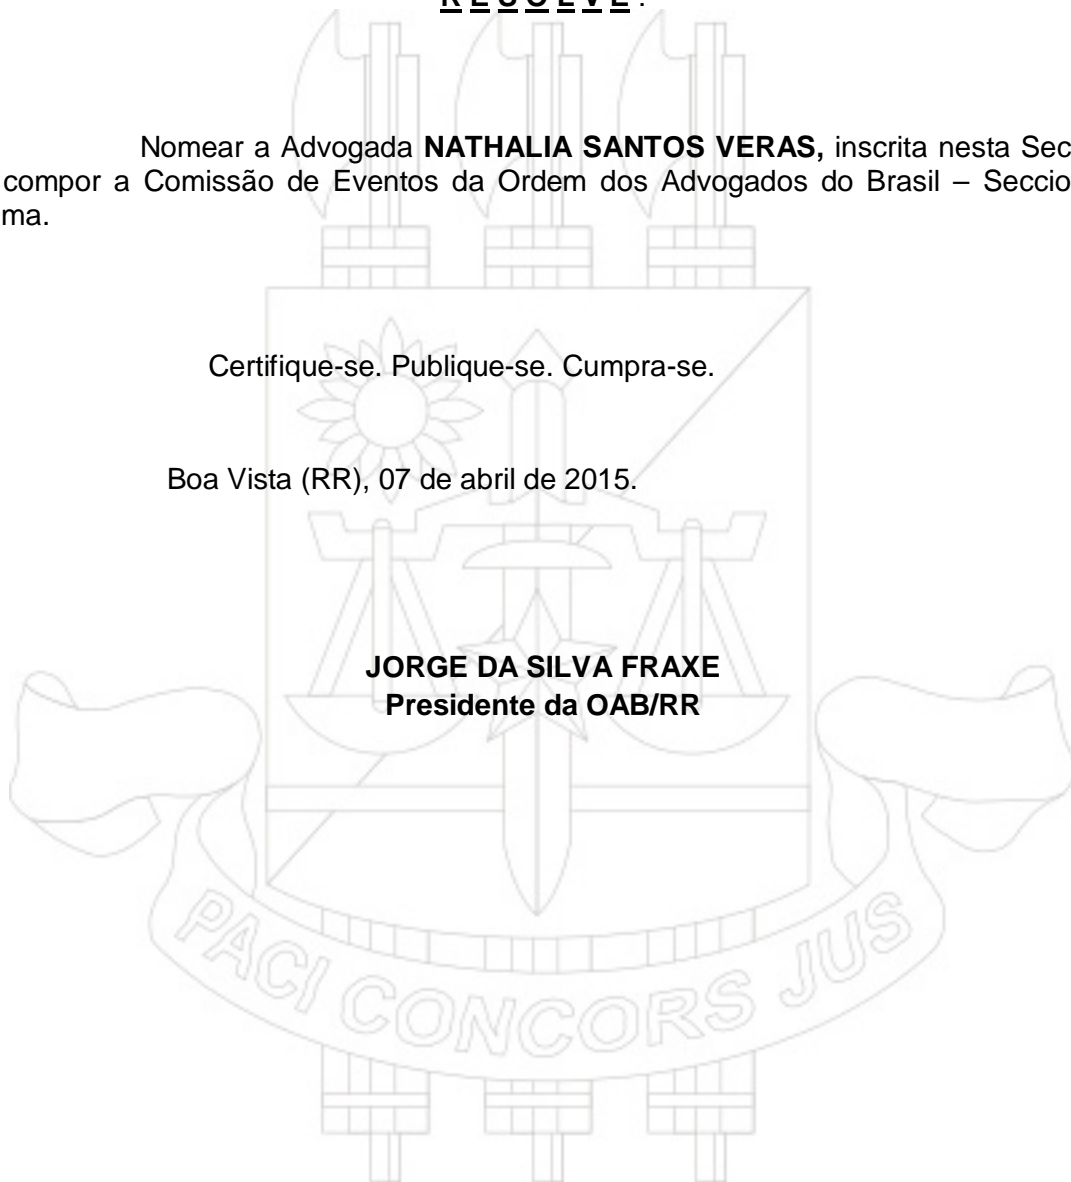 R E S O L V E :
Nomear a Advogada NATHALIA SANTOS VERAS, inscrita nesta Sec
compor a Comissão de Eventos da Ordem dos Advogados do Brasil – Seccio
ma.
Certifique-se. Publique-se. Cumpra-se.
Boa Vista (RR), 07 de abril de 2015.
JORGE DA SILVA FRAXE
Presidente da OAB/RR
PACI CONCORS JUS